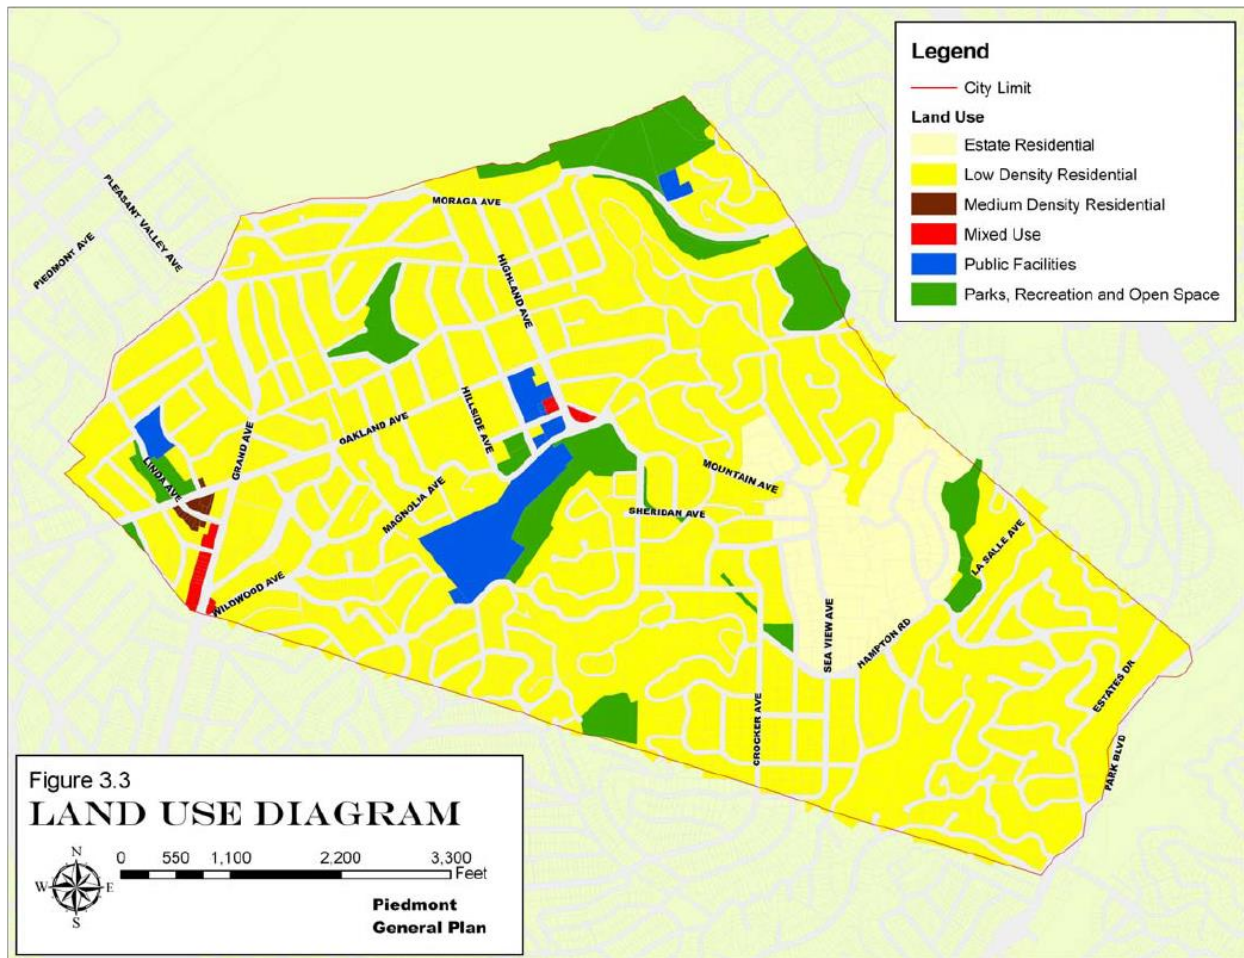 Legend
City Limit
Land Use
Estate Residential
Low Density Residential
Medium Density Residential
Mixed Use
Public Facilities
Parks, Recreation and Open Space
PLEASANT VALLEY AVE
PIEDMONT AVE
MORAGA AVE
HIGHLAND AVE
HILLSIDE AVE
OAKLAND AVE
GRAND AVE
LINDA AVE
MAGNOLIA AVE
MOUNTAIN AVE
SHERIDAN AVE
WILDWOOD AVE
LA SALLE AVE
SEA VIEW AVE
HAMPTON RD
CROCKER AVE
ESTATES DR
PARK BLVD
Figure 3.3
LAND USE DIAGRAM
N
W E
S
0 550 1,100 2,200 3,300
Feet
Piedmont
General Plan